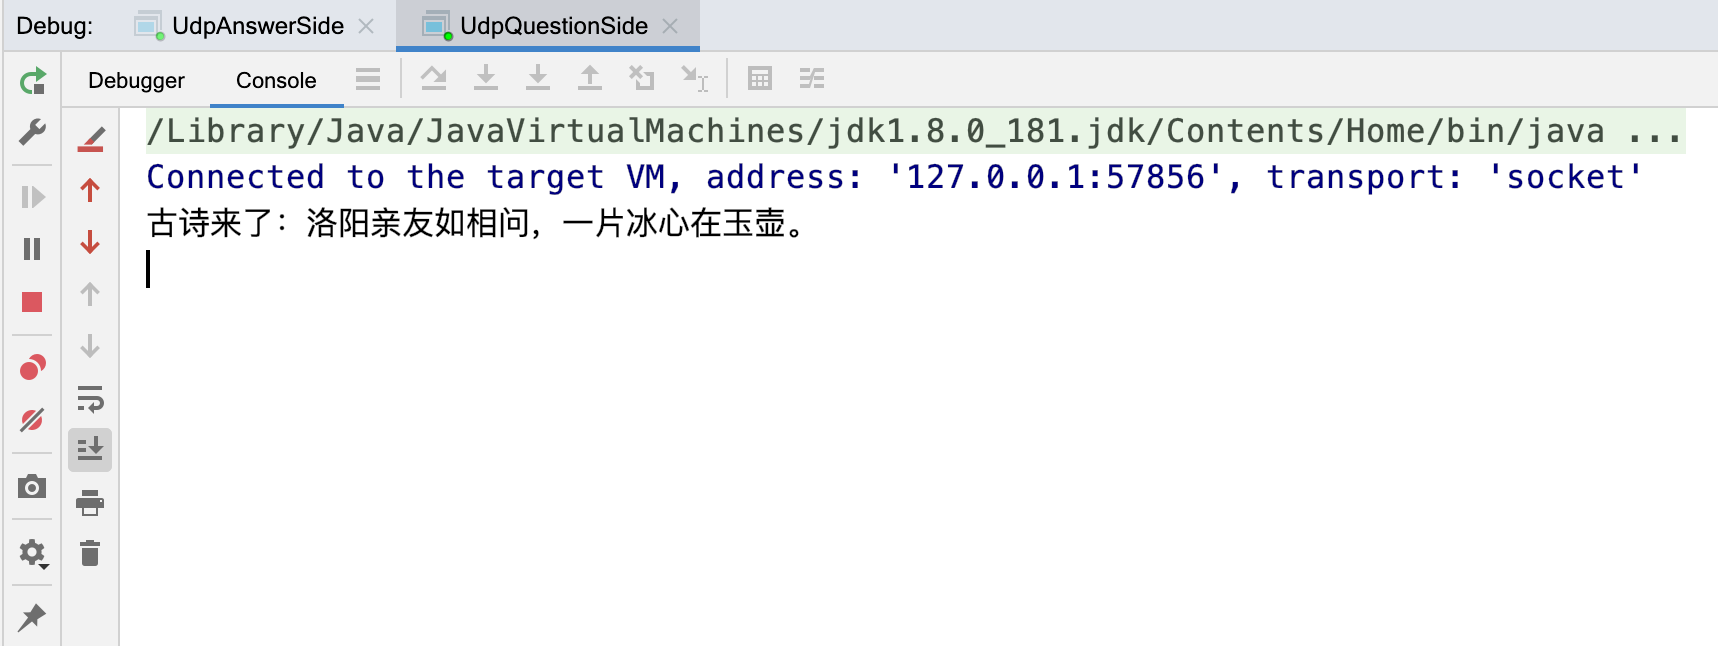 Debug: UdpAnswerSide UdpQuestionSide
Debugger Console
/Library/Java/JavaVirtualMachines/jdk1.8.0_181.jdk/Contents/Home/bin/java ...
Connected to the target VM, address: '127.0.0.1:57856', transport: 'socket'
古诗来了：洛阳亲友如相问，一片冰心在玉壶。